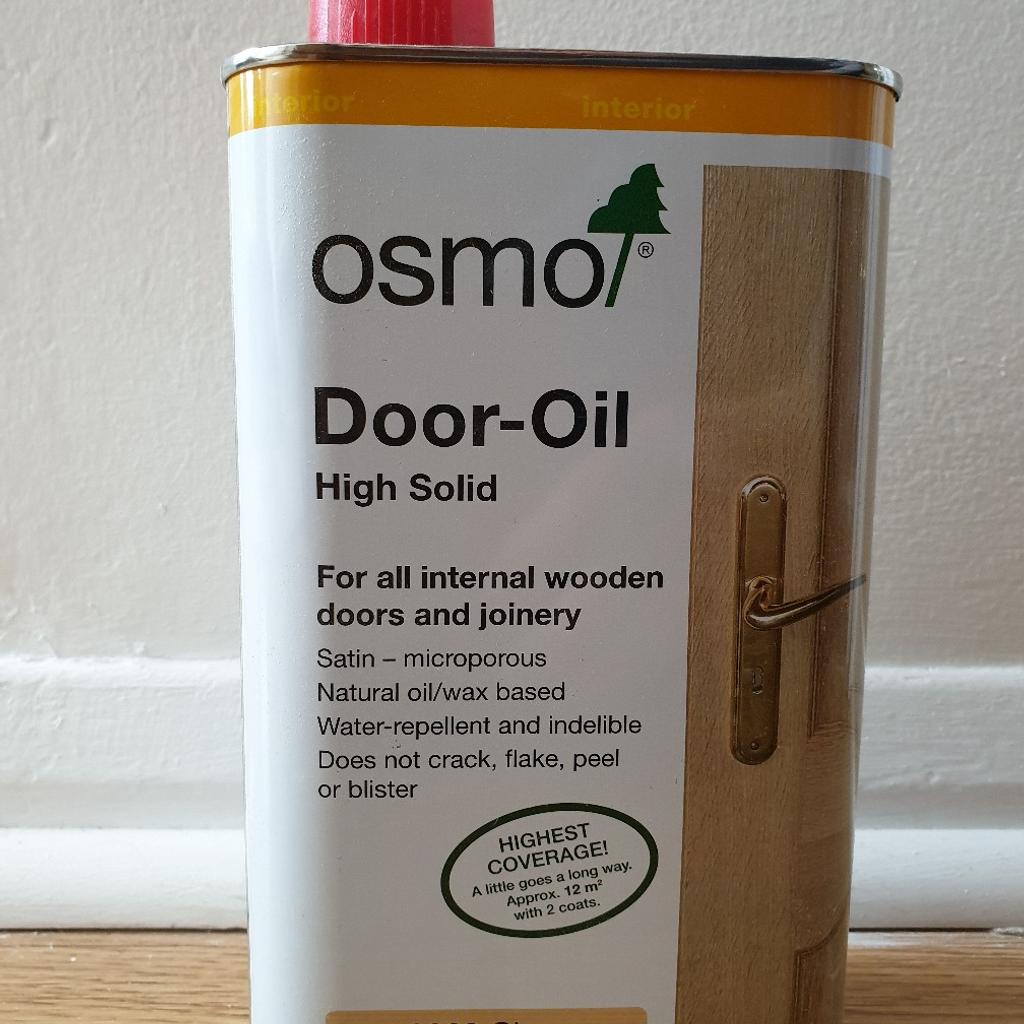 interior interior
osmo®
Door-Oil
High Solid
For all internal wooden
doors and joinery
Satin – microporous
Natural oil/wax based
Water-repellent and indelible
Does not crack, flake, peel
or blister
HIGHEST
COVERAGE!
A little goes a long way.
Approx. 12 m²
with 2 coats.